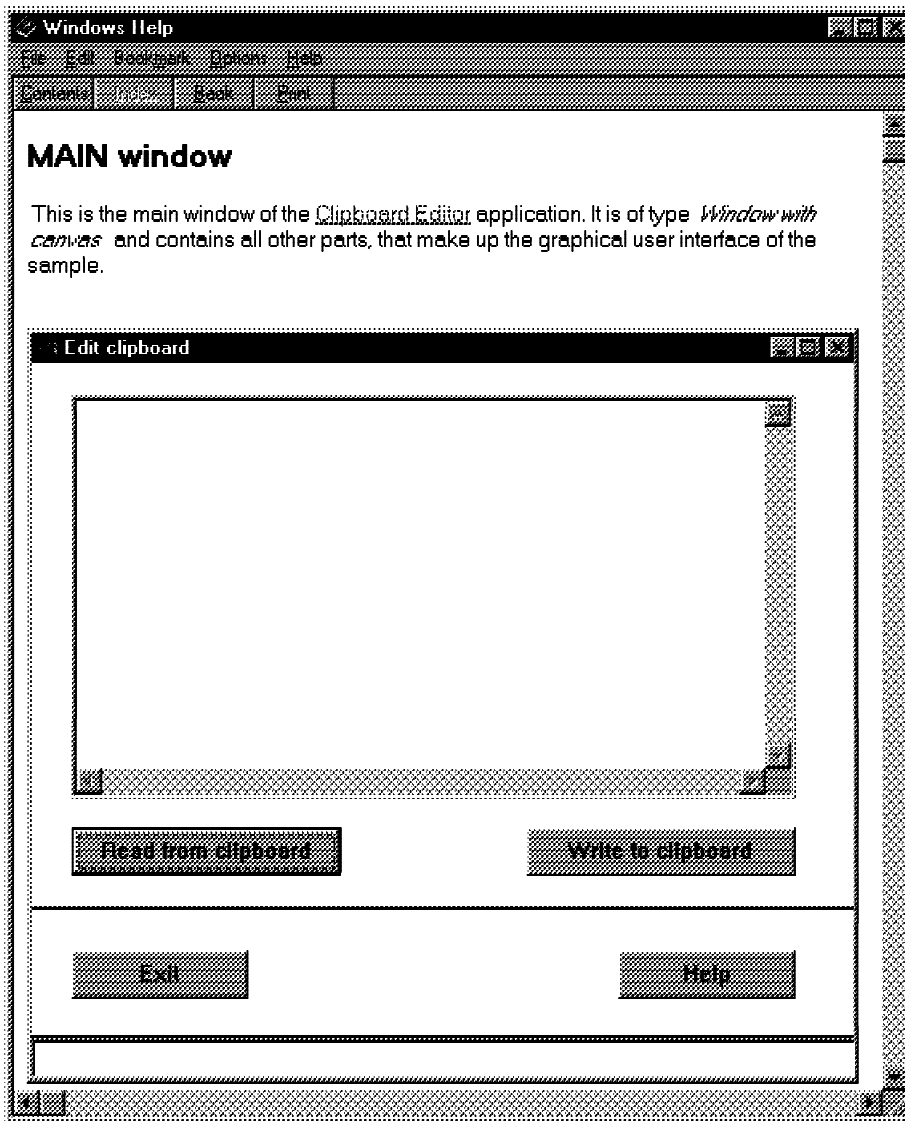 Windows Help
File Edit Bookmark Options Help
Contents Index Back Print
MAIN window
This is the main window of the Clipboard Editor application. It is of type Window with
canvas and contains all other parts, that make up the graphical user interface of the
sample.
Edit clipboard
Read from clipboard Write to clipboard
Exit Help